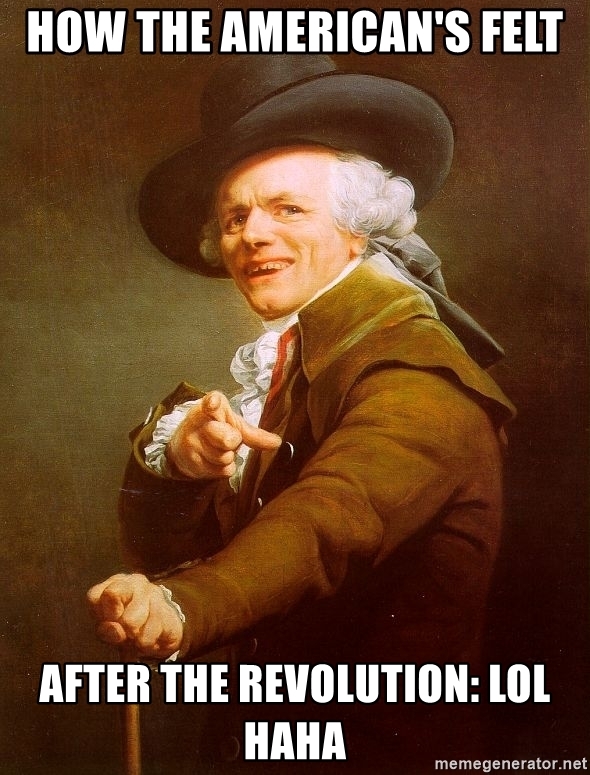 HOW THE AMERICAN'S FELT
AFTER THE REVOLUTION: LOL
HAHA
memegenerator.net